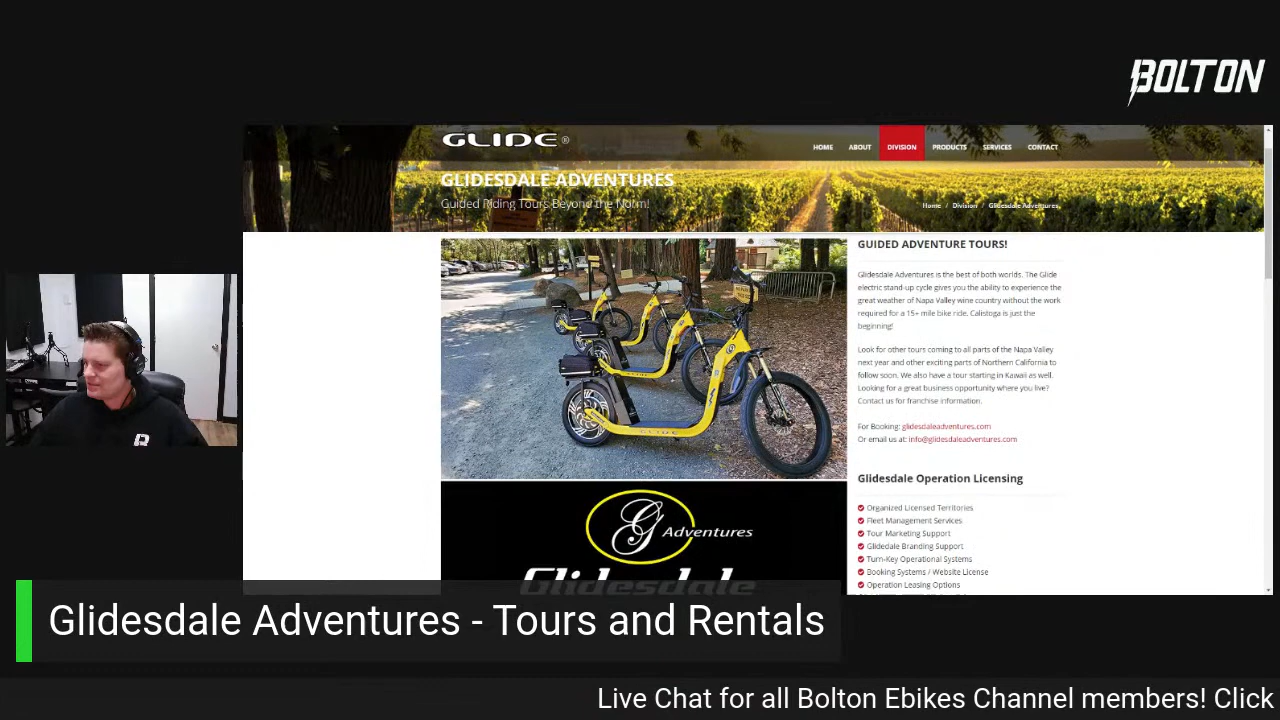 BOLTON
GLIDE®
HOME ABOUT DIVISION PRODUCTS SERVICES CONTACT
GLIDESDALE ADVENTURES
Guided Riding Tours Beyond the Norm!
Home / Division / Glidesdale Adventures
GUIDED ADVENTURE TOURS!
Glidesdale Adventures is the best of both worlds. The Glide
electric stand-up cycle gives you the ability to experience the
great weather of Napa Valley wine country without the work
required for a 15+ mile bike ride. Calistoga is just the
beginning!
Look for other tours coming to all parts of the Napa Valley
next year and other exciting parts of Northern California to
follow soon. We also have a tour starting in Kawaii as well.
Looking for a great business opportunity where you live?
Contact us for franchise information.
For Booking: glidesdaleadventures.com
Or email us at: info@glidesdaleadventures.com
Glidesdale Operation Licensing
Organized Licensed Territories
Fleet Management Services
Tour Marketing Support
Glidedale Branding Support
Turn-Key Operational Systems
Booking Systems / Website License
Operation Leasing Options
G Adventures
Glidesdale
Glidesdale Adventures - Tours and Rentals
Live Chat for all Bolton Ebikes Channel members! Click